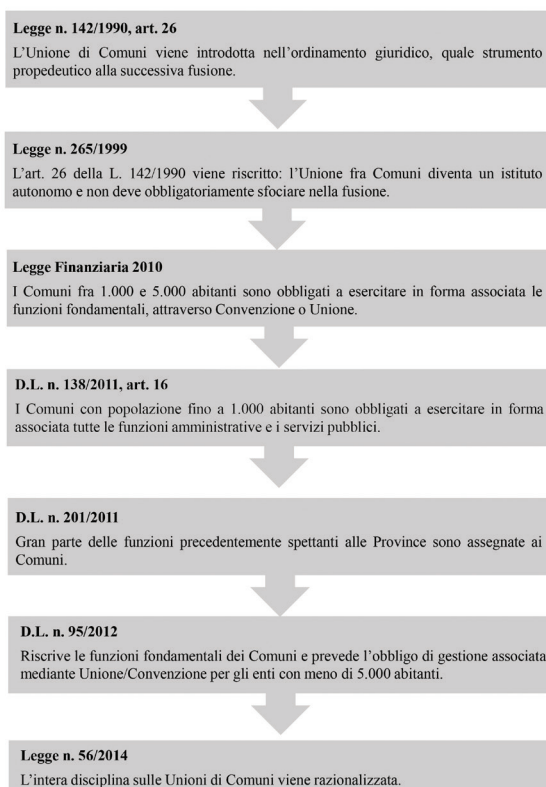 Legge n. 142/1990, art. 26
L’Unione di Comuni viene introdotta nell’ordinamento giuridico, quale strumento
propedeutico alla successiva fusione.
Legge n. 265/1999
L’art. 26 della L. 142/1990 viene riscritto: l’Unione fra Comuni diventa un istituto
autonomo e non deve obbligatoriamente sfociare nella fusione.
Legge Finanziaria 2010
I Comuni fra 1.000 e 5.000 abitanti sono obbligati a esercitare in forma associata le
funzioni fondamentali, attraverso Convenzione o Unione.
D.L. n. 138/2011, art. 16
I Comuni con popolazione fino a 1.000 abitanti sono obbligati a esercitare in forma
associata tutte le funzioni amministrative e i servizi pubblici.
D.L. n. 201/2011
Gran parte delle funzioni precedentemente spettanti alle Province sono assegnate ai
Comuni.
D.L. n. 95/2012
Riscrive le funzioni fondamentali dei Comuni e prevede l’obbligo di gestione associata
mediante Unione/Convenzione per gli enti con meno di 5.000 abitanti.
Legge n. 56/2014
L’intera disciplina sulle Unioni di Comuni viene razionalizzata.